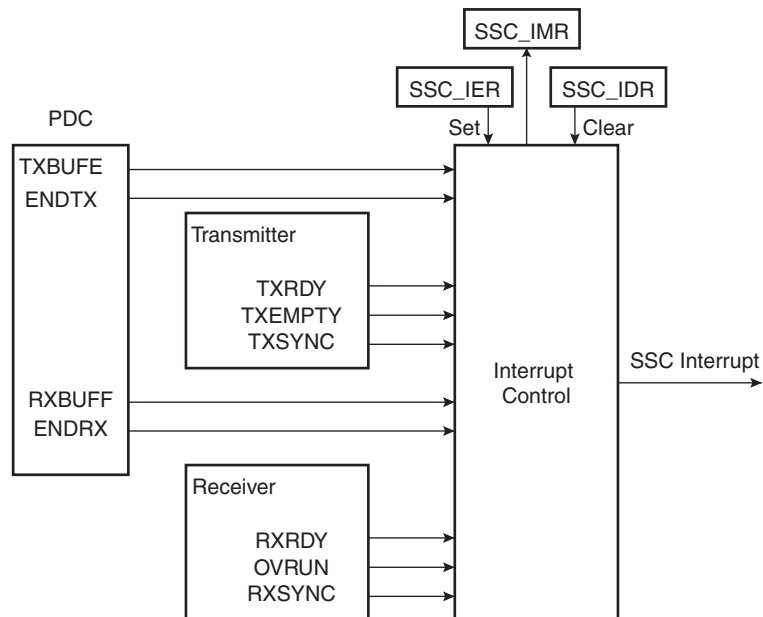 SSC_IMR
SSC_IER
SSC_IDR
Set
Clear
PDC
TXBUFE
ENDTX
Transmitter
TXRDY
TXEMPTY
TXSYNC
RXBUFF
ENDRX
Interrupt
Control
SSC Interrupt
Receiver
RXRDY
OVRUN
RXSYNC